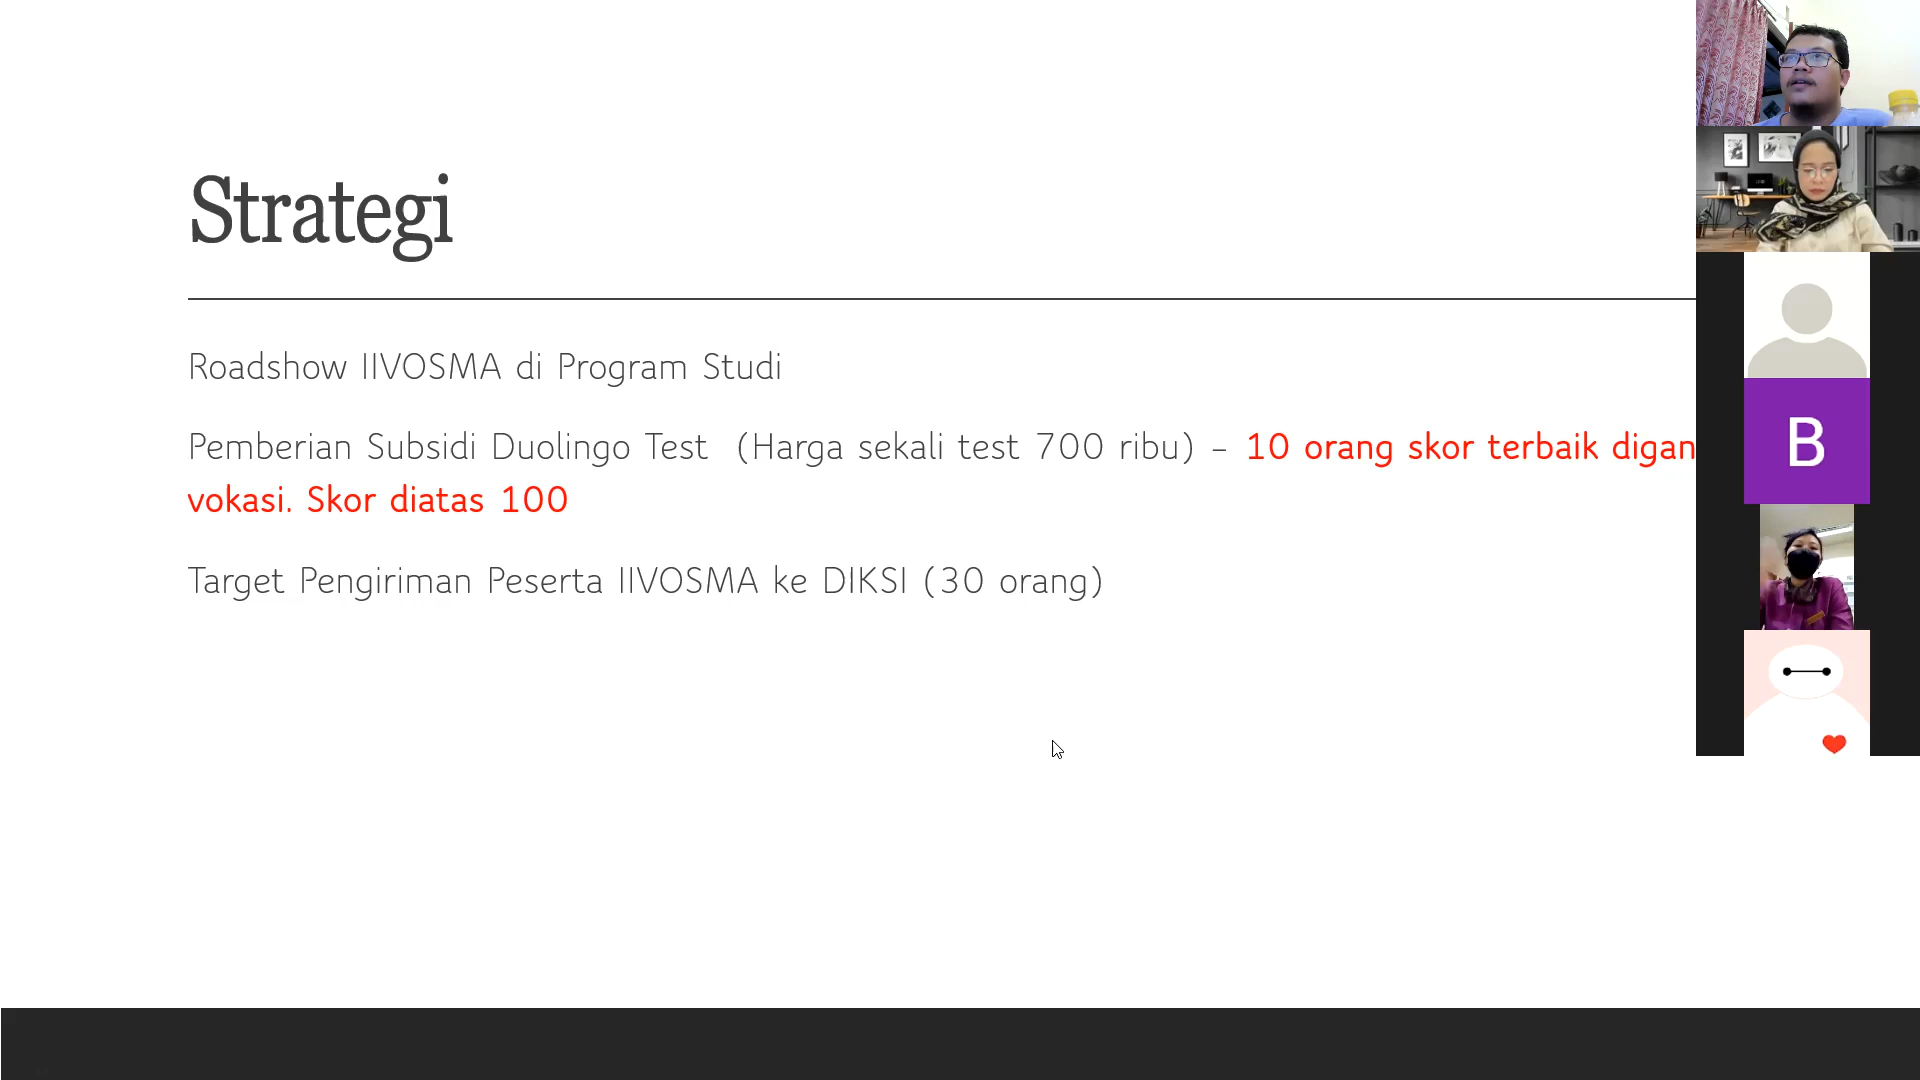 Strategi
Roadshow IIVOSMA di Program Studi
Pemberian Subsidi Duolingo Test (Harga sekali test 700 ribu) – 10 orang skor terbaik digan
vokasi. Skor diatas 100
Target Pengiriman Peserta IIVOSMA ke DIKSI (30 orang)
B